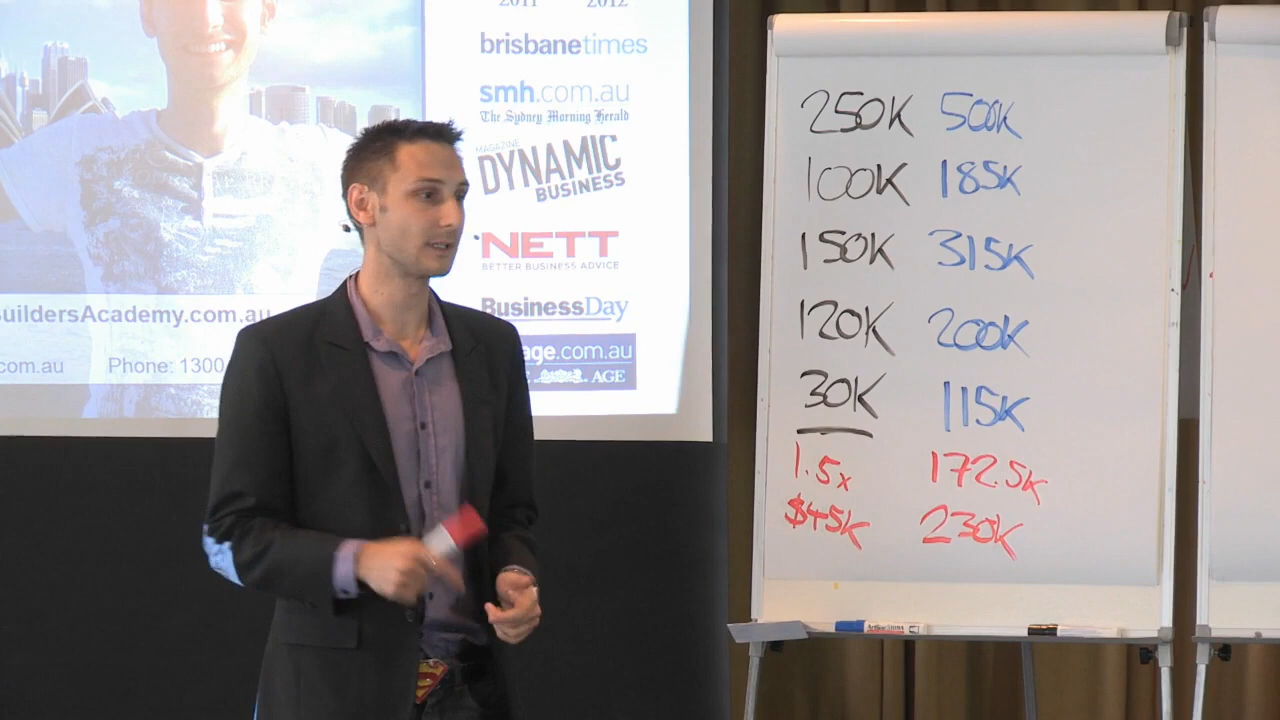 2011 2012
brisbanetimes
smh.com.au
The Sydney Morning Herald
MAGAZINE
DYNAMIC
BUSINESS
NETT
BETTER BUSINESS ADVICE
BusinessDay
age.com.au
AGE
uildersAcademy.com.au
com.au Phone: 1300
250K 500K
100K 185K
150K 315K
120K 200K
30K 115K
1.5x 172.5K
$45K 230K